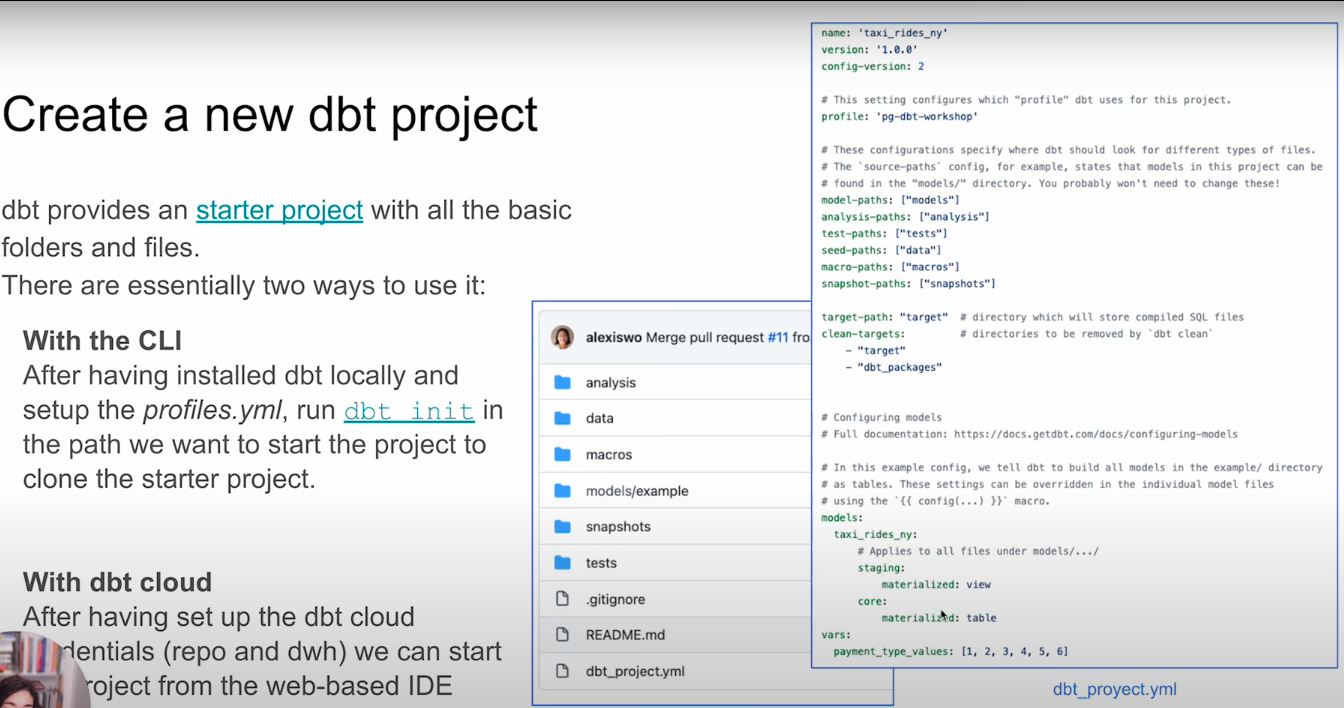 Create a new dbt project
dbt provides an starter project with all the basic
folders and files.
There are essentially two ways to use it:
With the CLI
After having installed dbt locally and
setup the profiles.yml, run dbt init in
the path we want to start the project to
clone the starter project.
With dbt cloud
After having set up the dbt cloud
dentials (repo and dwh) we can start
roject from the web-based IDE
alexiswo Merge pull request #11 fro
analysis
data
macros
models/example
snapshots
tests
.gitignore
README.md
dbt_project.yml
name: 'taxi_rides_ny'
version: '1.0.0'
config-version: 2
# This setting configures which "profile" dbt uses for this project.
profile: 'pg-dbt-workshop'
# These configurations specify where dbt should look for different types of files.
# The `source-paths` config, for example, states that models in this project can be
# found in the "models/" directory. You probably won't need to change these!
model-paths: ["models"]
analysis-paths: ["analysis"]
test-paths: ["tests"]
seed-paths: ["data"]
macro-paths: ["macros"]
snapshot-paths: ["snapshots"]
target-path: "target"  # directory which will store compiled SQL files
clean-targets:         # directories to be removed by `dbt clean`
    - "target"
    - "dbt_packages"
# Configuring models
# Full documentation: https://docs.getdbt.com/docs/configuring-models
# In this example config, we tell dbt to build all models in the example/ directory
# as tables. These settings can be overridden in the individual model files
# using the `{{ config(...) }}` macro.
models:
  taxi_rides_ny:
      # Applies to all files under models/.../
      staging:
          materialized: view
      core:
          materialized: table
vars:
  payment_type_values: [1, 2, 3, 4, 5, 6]
dbt_proyect.yml